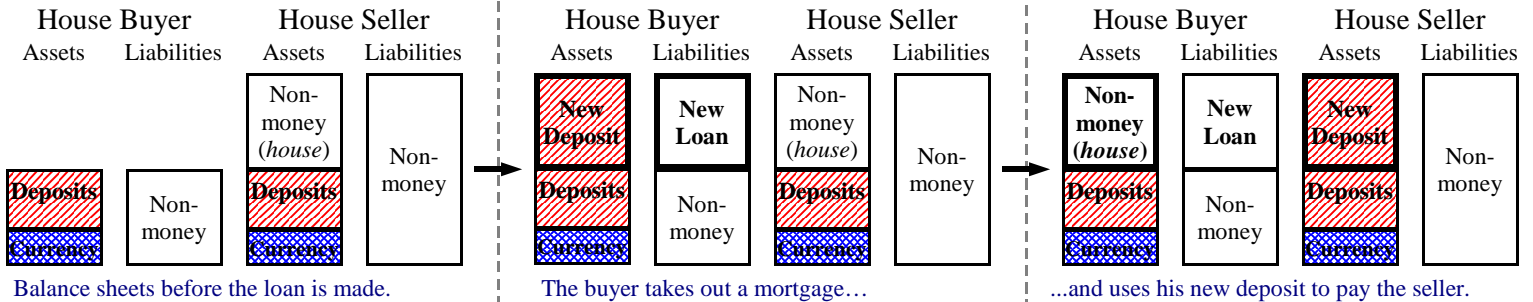 House Buyer
House Seller
Assets
Liabilities
Assets
Liabilities
Deposits
Currency
Non-
money
Non-
money
(house)
Deposits
Currency
Non-
money
Balance sheets before the loan is made.
House Buyer
House Seller
Assets
Liabilities
Assets
Liabilities
New
Deposit
Deposits
Currency
New
Loan
Non-
money
Non-
money
(house)
Deposits
Currency
Non-
money
The buyer takes out a mortgage…
House Buyer
House Seller
Assets
Liabilities
Assets
Liabilities
Non-
money
(house)
Deposits
Currency
New
Loan
Non-
money
New
Deposit
Deposits
Currency
Non-
money
...and uses his new deposit to pay the seller.